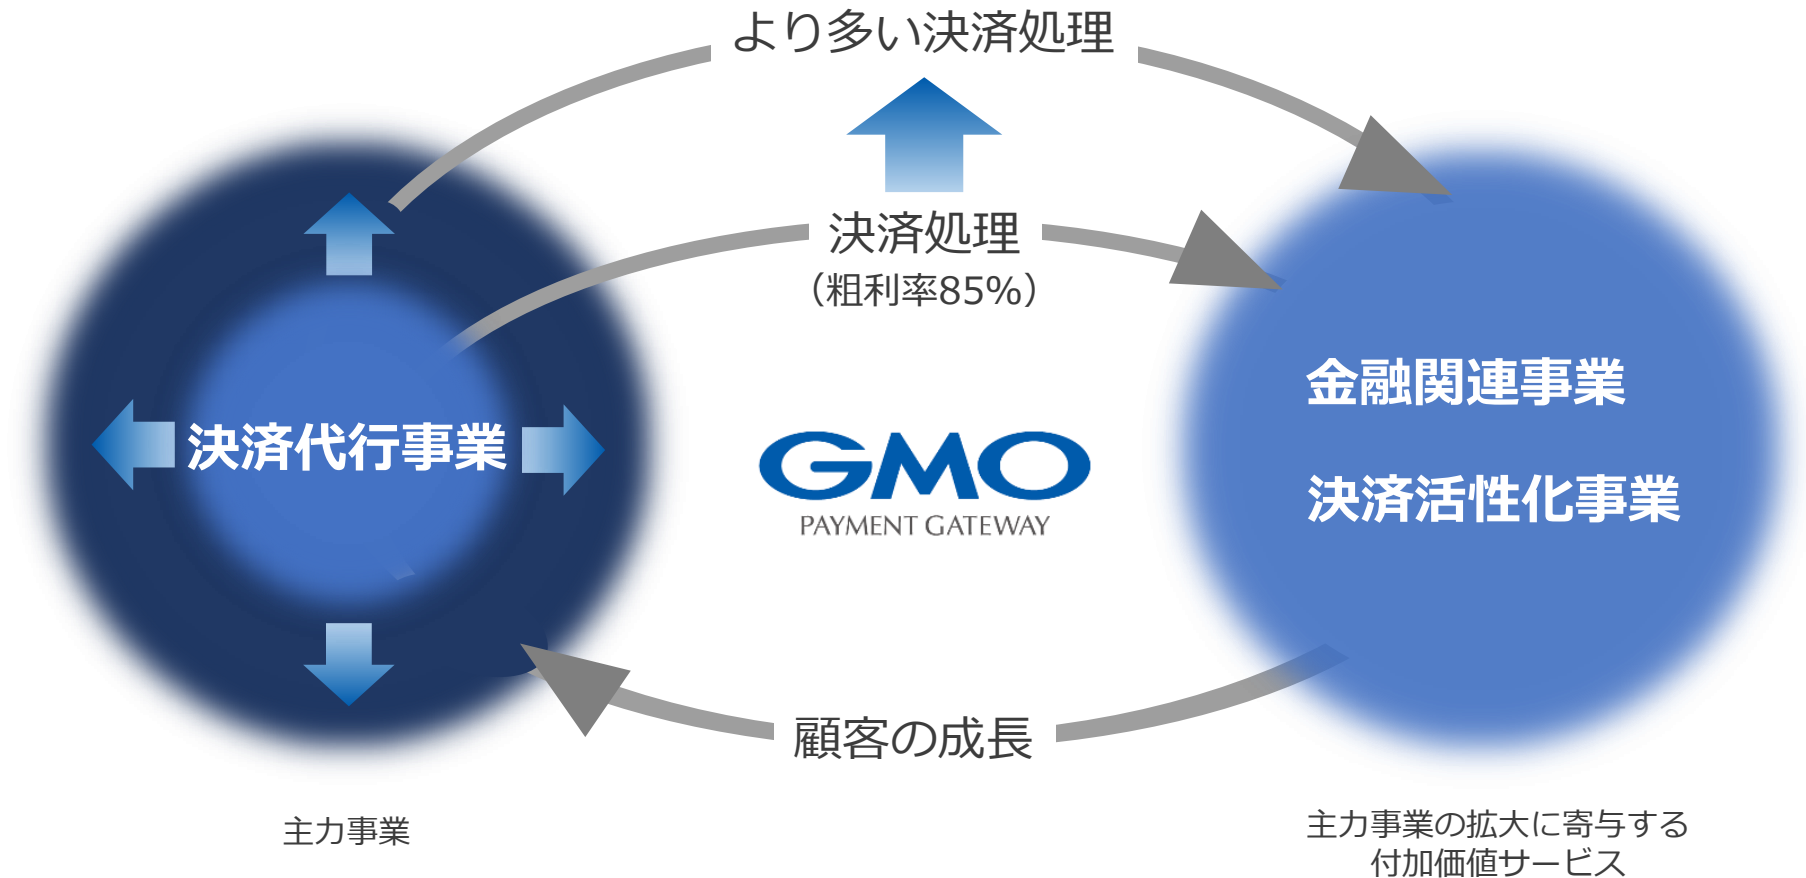 より多い決済処理
決済処理
（粗利率85%）
決済代行事業
金融関連事業
決済活性化事業
GMO
PAYMENT GATEWAY
顧客の成長
主力事業
主力事業の拡大に寄与する
付加価値サービス